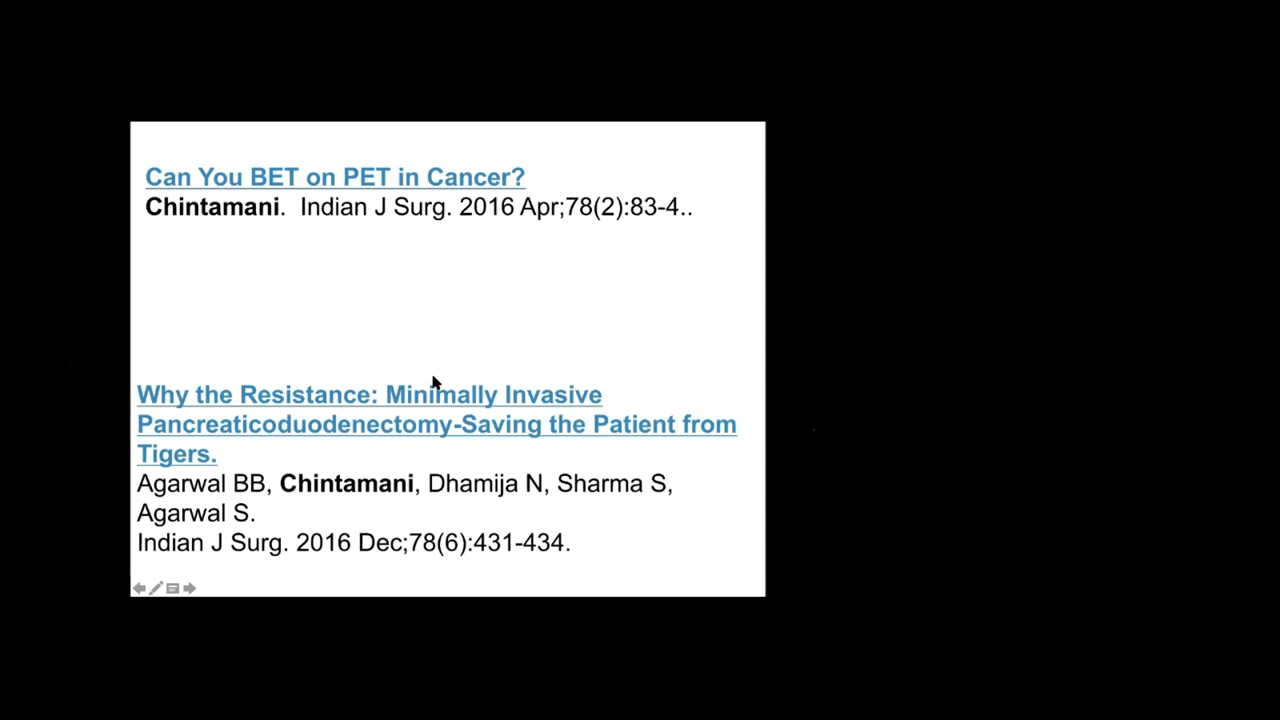 Can You BET on PET in Cancer?
Chintamani.  Indian J Surg. 2016 Apr;78(2):83-4..
Why the Resistance: Minimally Invasive
Pancreaticoduodenectomy-Saving the Patient from
Tigers.
Agarwal BB, Chintamani, Dhamija N, Sharma S,
Agarwal S.
Indian J Surg. 2016 Dec;78(6):431-434.